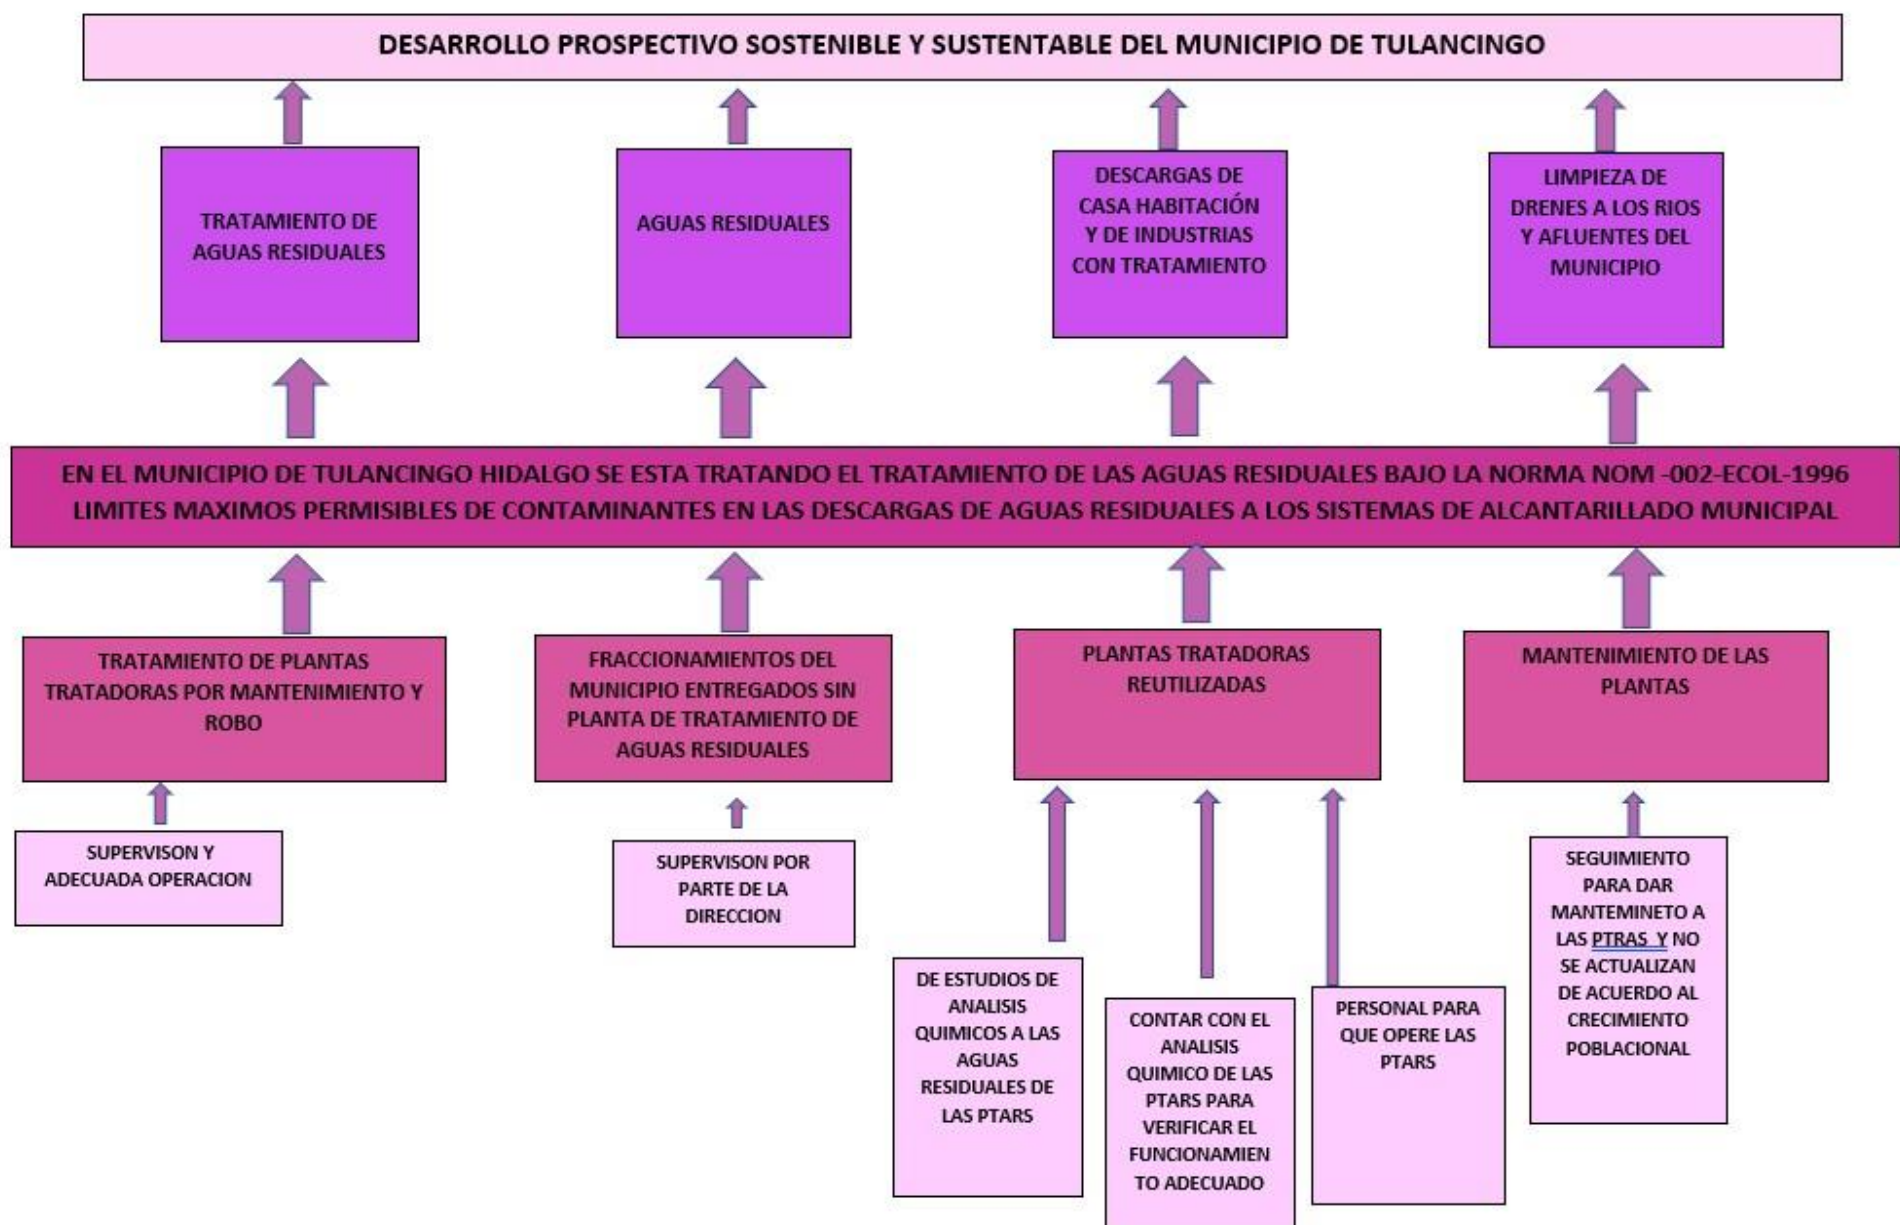 DESARROLLO PROSPECTIVO SOSTENIBLE Y SUSTENTABLE DEL MUNICIPIO DE TULANCINGO
TRATAMIENTO DE
AGUAS RESIDUALES
AGUAS RESIDUALES
DESCARGAS DE
CASA HABITACIÓN
Y DE INDUSTRIAS
CON TRATAMIENTO
LIMPIEZA DE
DRENES A LOS RIOS
Y AFLUENTES DEL
MUNICIPIO
EN EL MUNICIPIO DE TULANCINGO HIDALGO SE ESTA TRATANDO EL TRATAMIENTO DE LAS AGUAS RESIDUALES BAJO LA NORMA NOM -002-ECOL-1996
LIMITES MAXIMOS PERMISIBLES DE CONTAMINANTES EN LAS DESCARGAS DE AGUAS RESIDUALES A LOS SISTEMAS DE ALCANTARILLADO MUNICIPAL
TRATAMIENTO DE PLANTAS
TRATADORAS POR MANTENIMIENTO Y
ROBO
FRACCIONAMIENTOS DEL
MUNICIPIO ENTREGADOS SIN
PLANTA DE TRATAMIENTO DE
AGUAS RESIDUALES
PLANTAS TRATADORAS
REUTILIZADAS
MANTENIMIENTO DE LAS
PLANTAS
SUPERVISON Y
ADECUADA OPERACION
SUPERVISON POR
PARTE DE LA
DIRECCION
DE ESTUDIOS DE
ANALISIS
QUIMICOS A LAS
AGUAS
RESIDUALES DE
LAS PTARS
CONTAR CON EL
ANALISIS
QUIMICO DE LAS
PTARS PARA
VERIFICAR EL
FUNCIONAMIEN
TO ADECUADO
PERSONAL PARA
QUE OPERE LAS
PTARS
SEGUIMIENTO
PARA DAR
MANTEMINETO A
LAS PTRAS Y NO
SE ACTUALIZAN
DE ACUERDO AL
CRECIMIENTO
POBLACIONAL